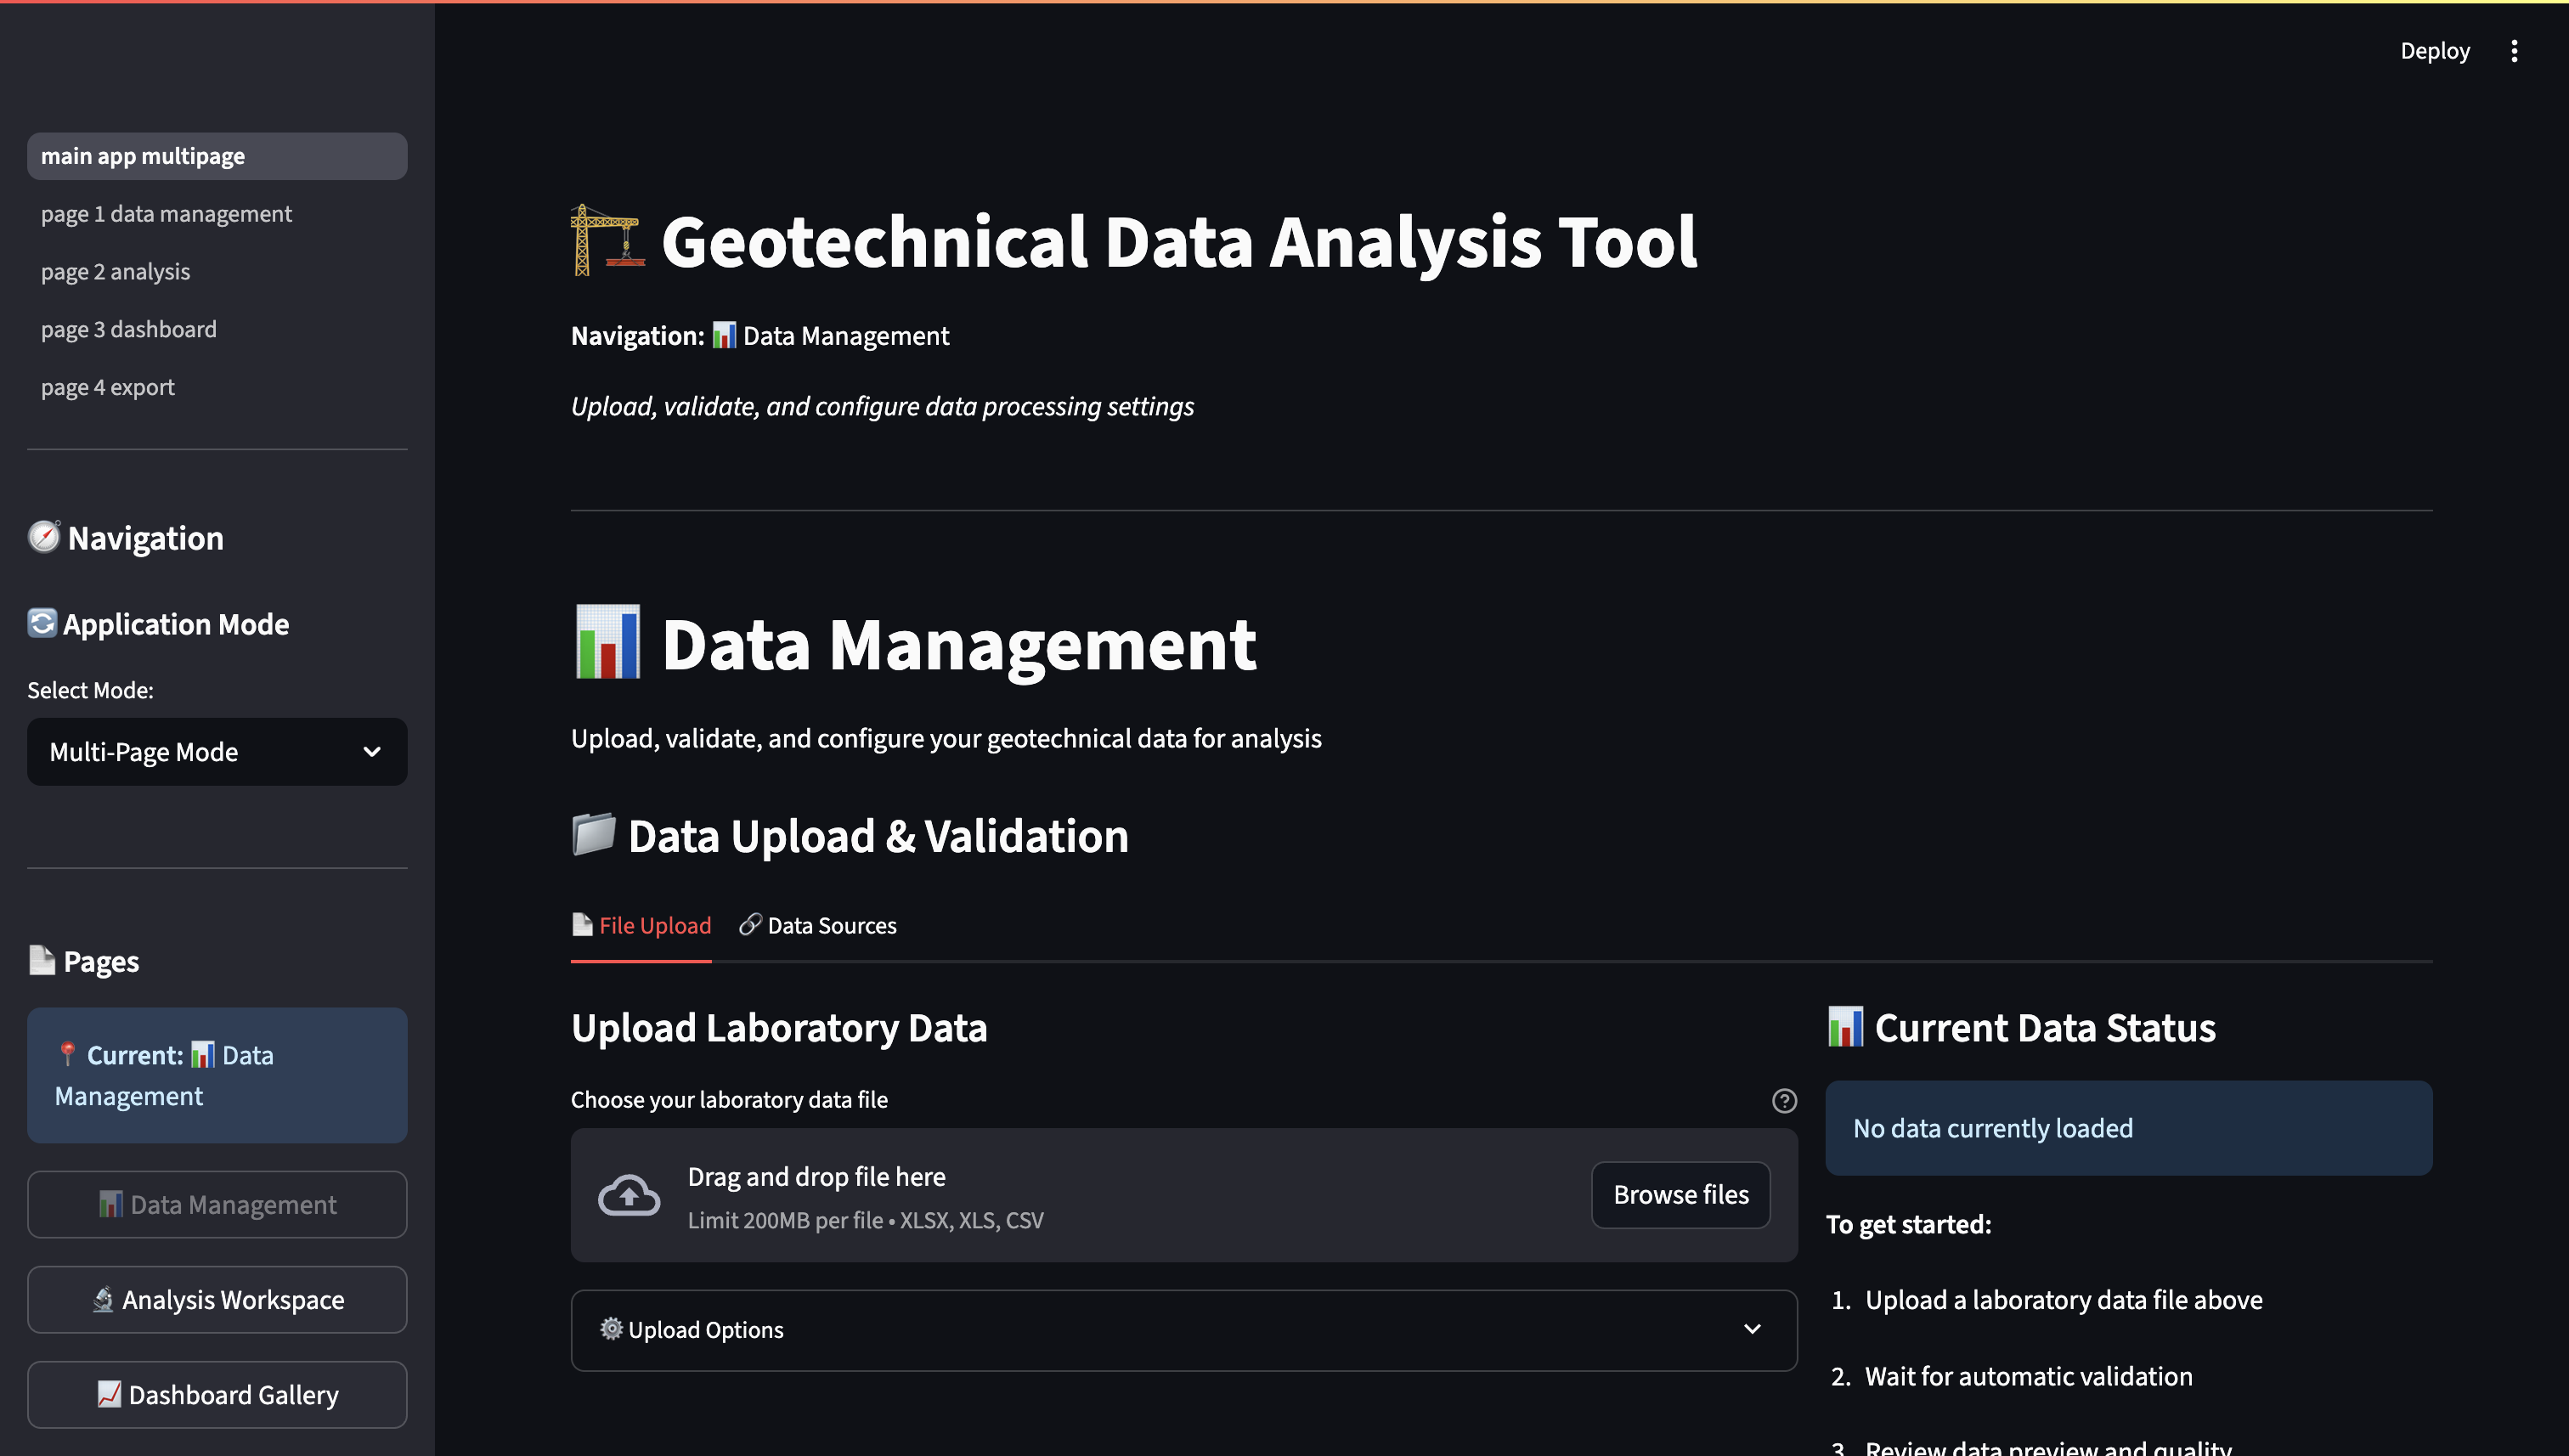 Deploy
main app multipage
page 1 data management
page 2 analysis
page 3 dashboard
page 4 export
Navigation
Application Mode
Select Mode:
Multi-Page Mode
Pages
Current: Data
Management
Data Management
Analysis Workspace
Dashboard Gallery
Geotechnical Data Analysis Tool
Navigation: Data Management
Upload, validate, and configure data processing settings
Data Management
Upload, validate, and configure your geotechnical data for analysis
Data Upload & Validation
File Upload
Data Sources
Upload Laboratory Data
Choose your laboratory data file
Drag and drop file here
Limit 200MB per file • XLSX, XLS, CSV
Browse files
Upload Options
Current Data Status
No data currently loaded
To get started:
1. Upload a laboratory data file above
2. Wait for automatic validation
3. Review data preview and quality